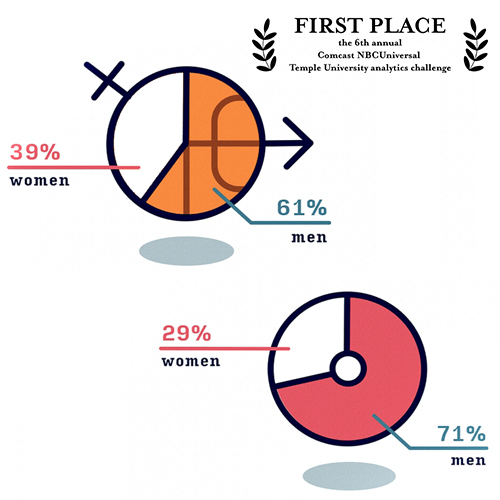 FIRST PLACE
the 6th annual
Comcast NBCUniversal
Temple University analytics challenge
39%
women
61%
men
29%
women
71%
men